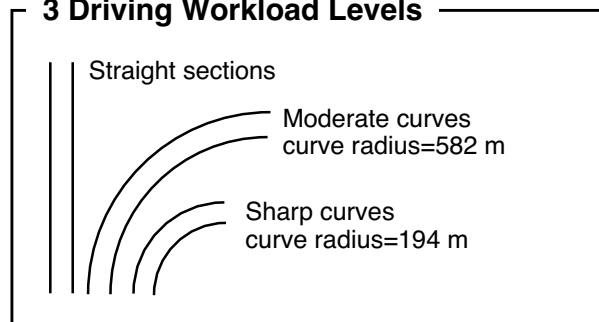 3 Driving Workload Levels
Straight sections
Moderate curves
curve radius=582 m
Sharp curves
curve radius=194 m